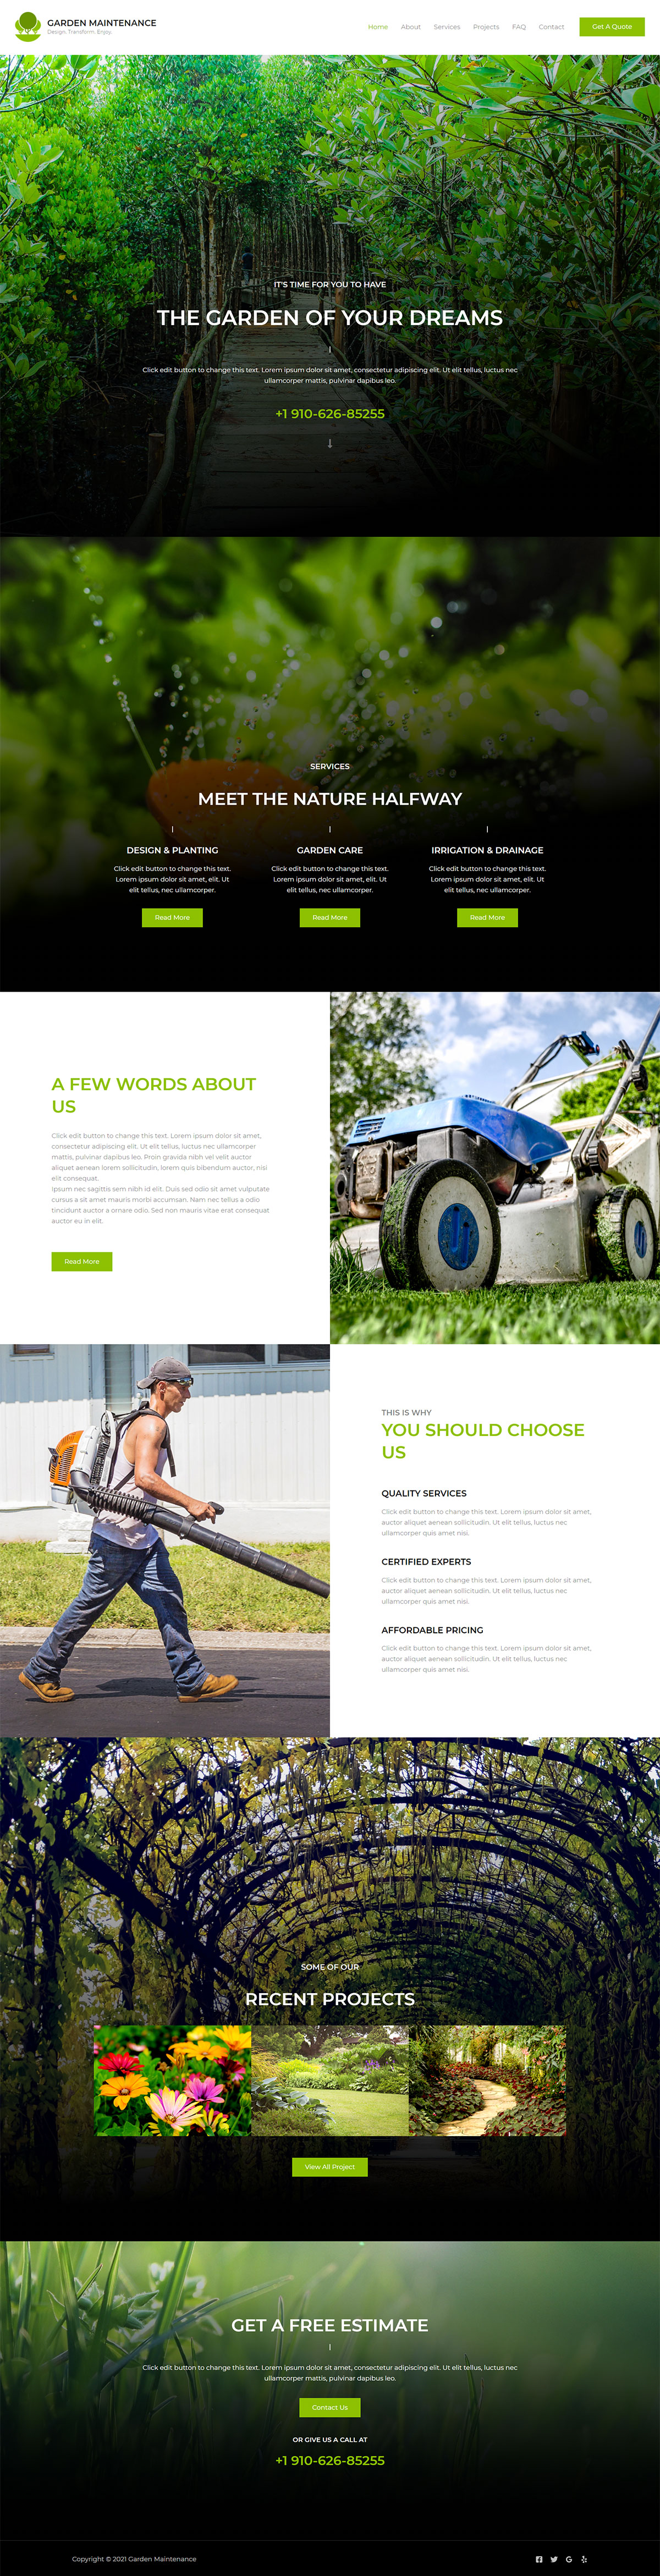 GARDEN MAINTENANCE
Design. Transform. Enjoy.
Home About Services Projects FAQ Contact Get A Quote
IT'S TIME FOR YOU TO HAVE
THE GARDEN OF YOUR DREAMS
Click edit button to change this text. Lorem ipsum dolor sit amet, consectetur adipiscing elit. Ut elit tellus, luctus nec
ullamcorper mattis, pulvinar dapibus leo.
+1 910-626-85255
SERVICES
MEET THE NATURE HALFWAY
DESIGN & PLANTING
Click edit button to change this text.
Lorem ipsum dolor sit amet, elit. Ut
elit tellus, nec ullamcorper.
Read More
GARDEN CARE
Click edit button to change this text.
Lorem ipsum dolor sit amet, elit. Ut
elit tellus, nec ullamcorper.
Read More
IRRIGATION & DRAINAGE
Click edit button to change this text.
Lorem ipsum dolor sit amet, elit. Ut
elit tellus, nec ullamcorper.
Read More
A FEW WORDS ABOUT
US
Click edit button to change this text. Lorem ipsum dolor sit amet,
consectetur adipiscing elit. Ut elit tellus, luctus nec ullamcorper
mattis, pulvinar dapibus leo. Proin gravida nibh vel velit auctor
aliquet aenean lorem sollicitudin, lorem quis bibendum auctor, nisi
elit consequat.
Ipsum nec sagittis sem nibh id elit. Duis sed odio sit amet vulputate
cursus a sit amet mauris morbi accumsan. Nam nec tellus a odio
tincidunt auctor a ornare odio. Sed non mauris vitae erat consequat
auctor eu in elit.
Read More
THIS IS WHY
YOU SHOULD CHOOSE
US
QUALITY SERVICES
Click edit button to change this text. Lorem ipsum dolor sit amet,
auctor aliquet aenean sollicitudin. Ut elit tellus, luctus nec
ullamcorper quis amet nisi.
CERTIFIED EXPERTS
Click edit button to change this text. Lorem ipsum dolor sit amet,
auctor aliquet aenean sollicitudin. Ut elit tellus, luctus nec
ullamcorper quis amet nisi.
AFFORDABLE PRICING
Click edit button to change this text. Lorem ipsum dolor sit amet,
auctor aliquet aenean sollicitudin. Ut elit tellus, luctus nec
ullamcorper quis amet nisi.
SOME OF OUR
RECENT PROJECTS
View All Project
GET A FREE ESTIMATE
Click edit button to change this text. Lorem ipsum dolor sit amet, consectetur adipiscing elit. Ut elit tellus, luctus nec
ullamcorper mattis, pulvinar dapibus leo.
Contact Us
OR GIVE US A CALL AT
+1 910-626-85255
Copyright © 2021 Garden Maintenance